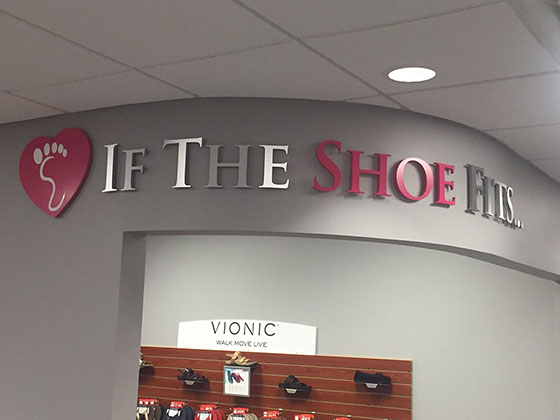 IF THE SHOE FITS...
VIONIC
WALK MOVE LIVE